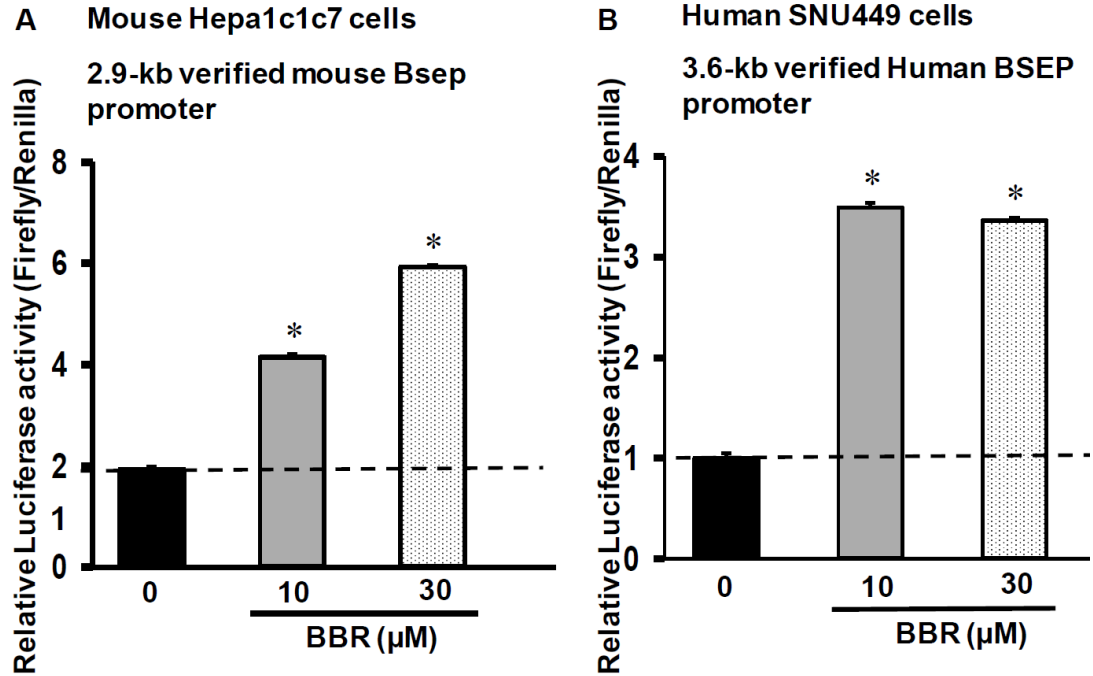 A
Mouse Hepa1c1c7 cells
2.9-kb verified mouse Bsep
promoter
Relative Luciferase activity (Firefly/Renilla)
8
6
4
2
1
0
*
*
0
10
30
BBR (µM)
B
Human SNU449 cells
3.6-kb verified Human BSEP
promoter
Relative Luciferase activity (Firefly/Renilla)
4
3
2
1
0
*
*
0
10
30
BBR (µM)